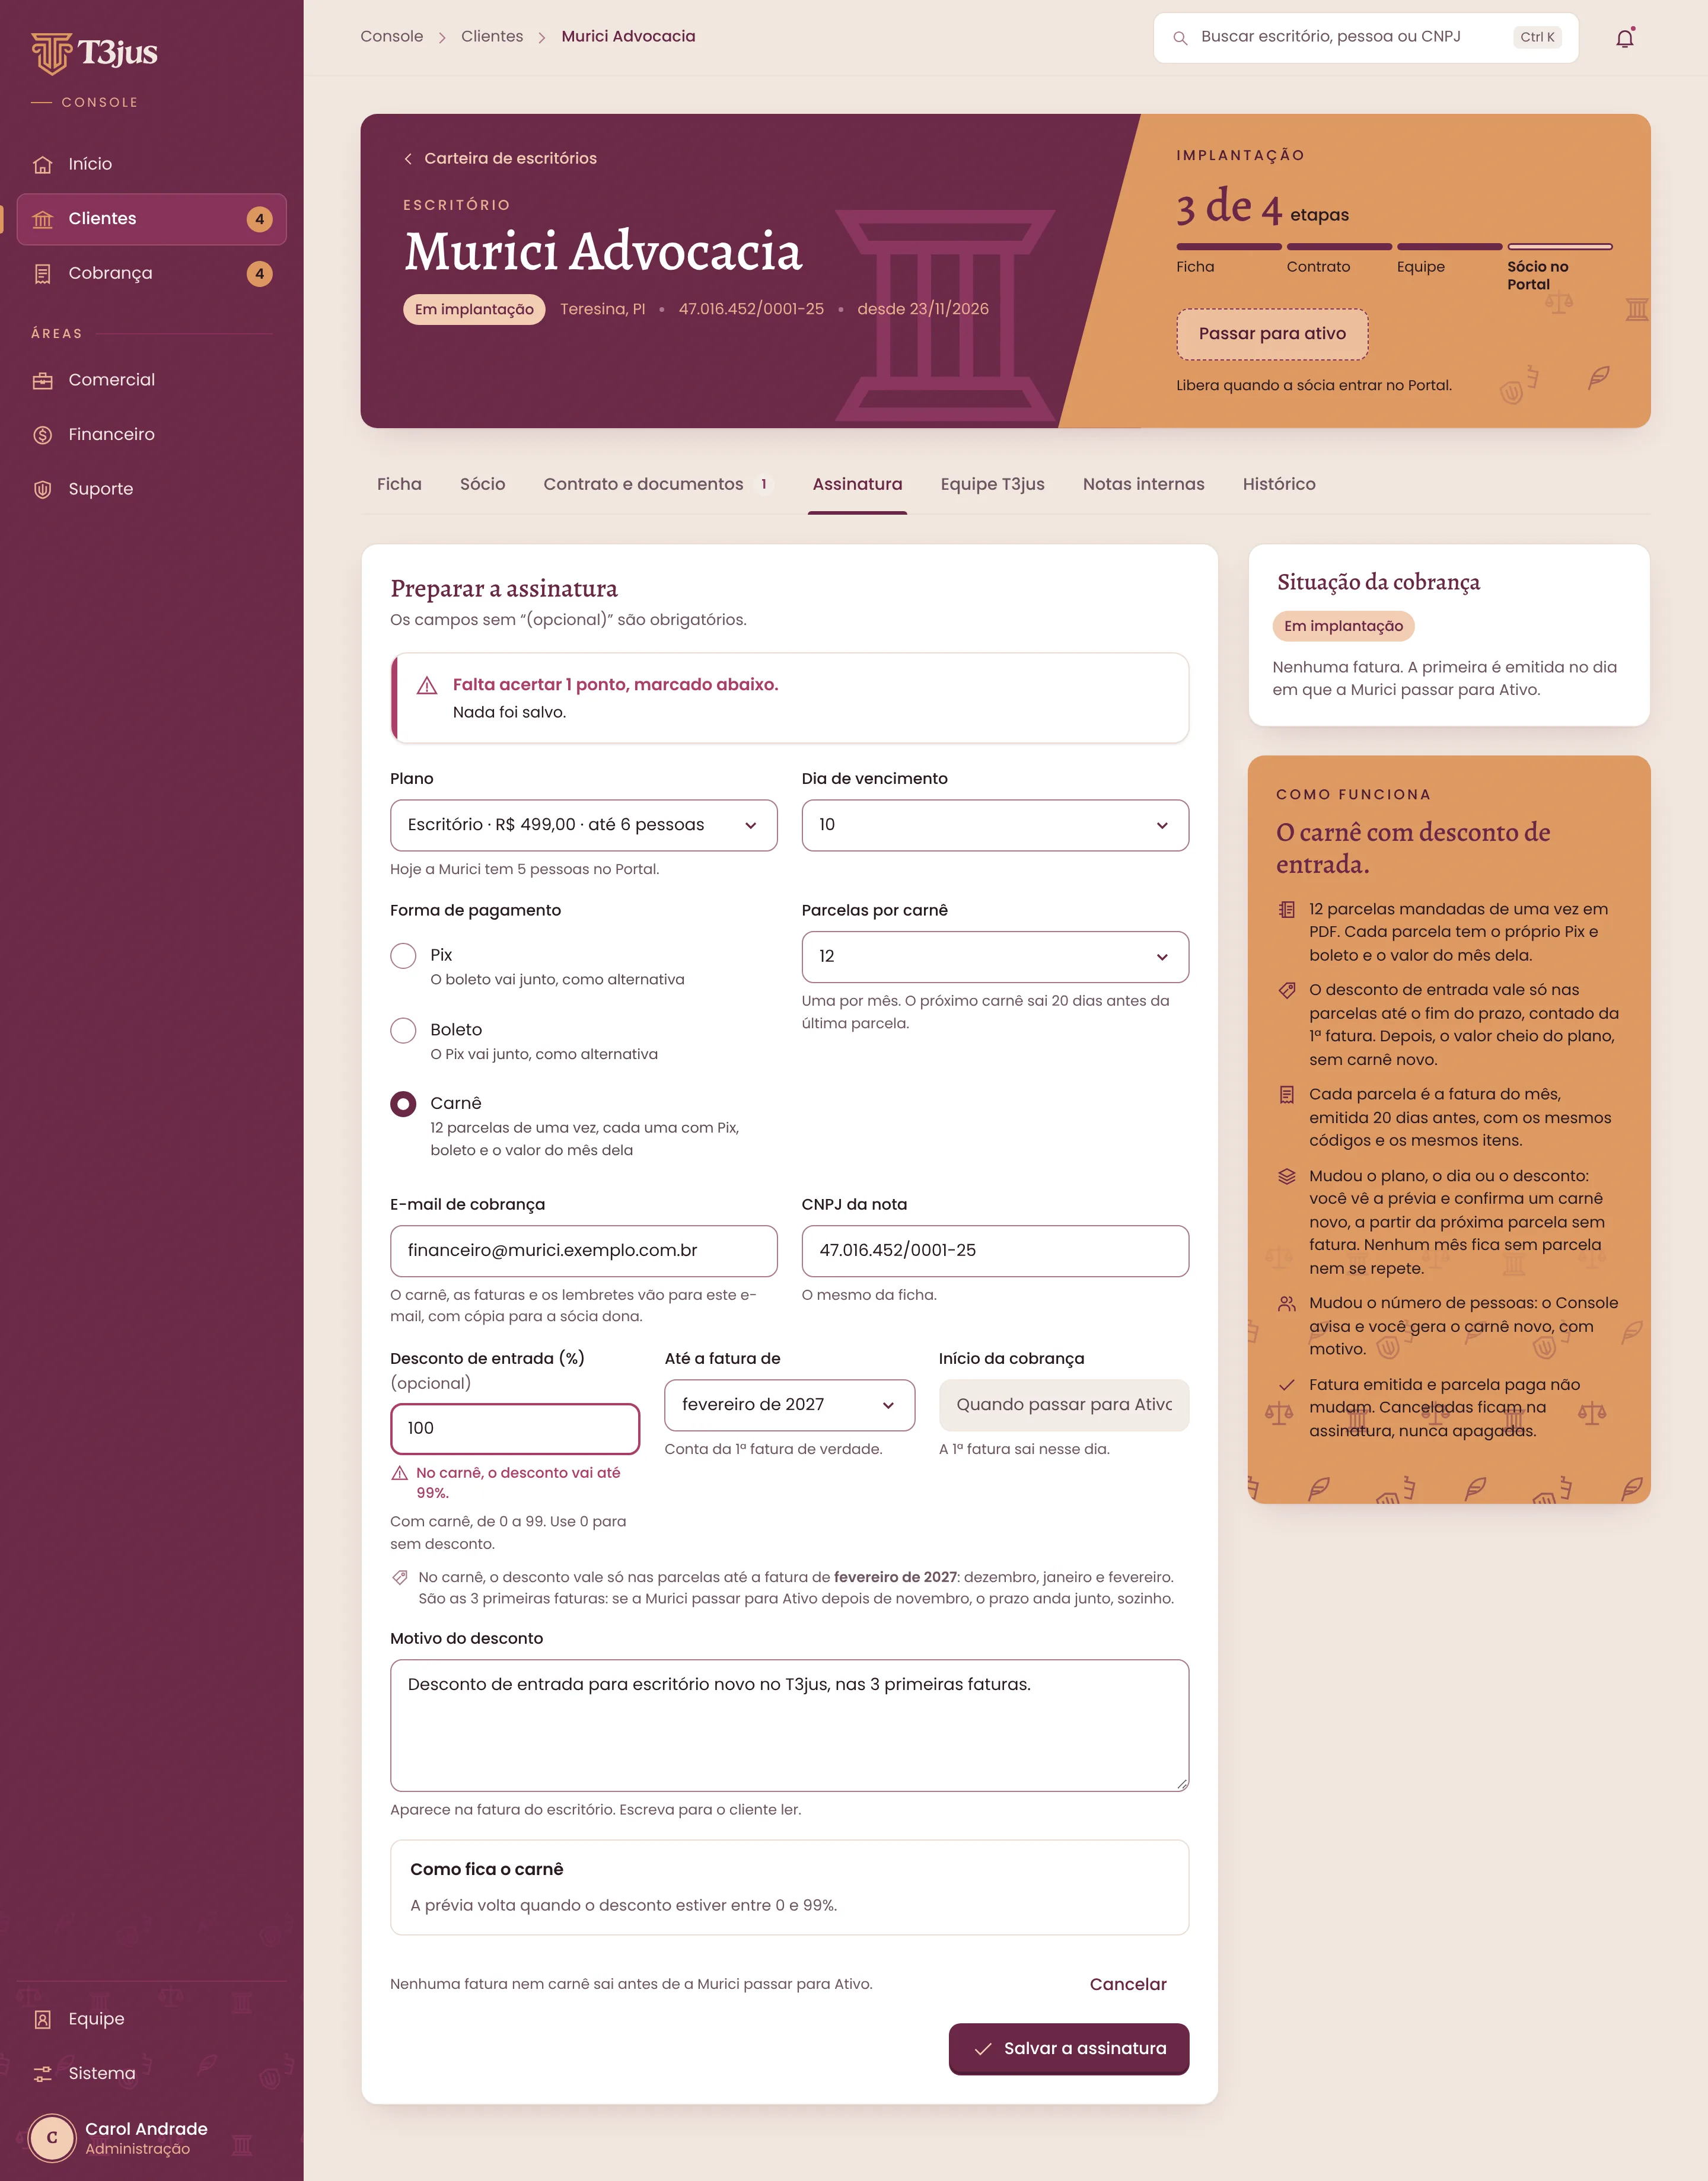 T3jus
CONSOLE
Início
Clientes 4
Cobrança 4
ÁREAS
Comercial
Financeiro
Suporte
Equipe
Sistema
C
Carol Andrade
Administração
Console > Clientes > Murici Advocacia
Buscar escritório, pessoa ou CNPJ Ctrl K
Carteira de escritórios
ESCRITÓRIO
Murici Advocacia
Em implantação Teresina, PI • 47.016.452/0001-25 • desde 23/11/2026
IMPLANTAÇÃO
3 de 4 etapas
Ficha Contrato Equipe Sócio no
Portal
Passar para ativo
Libera quando a sócia entrar no Portal.
Ficha Sócio Contrato e documentos 1 Assinatura Equipe T3jus Notas internas Histórico
Preparar a assinatura
Os campos sem “(opcional)” são obrigatórios.
Falta acertar 1 ponto, marcado abaixo.
Nada foi salvo.
Plano
Escritório · R$ 499,00 · até 6 pessoas
Hoje a Murici tem 5 pessoas no Portal.
Dia de vencimento
10
Forma de pagamento
Pix
O boleto vai junto, como alternativa
Boleto
O Pix vai junto, como alternativa
Carnê
12 parcelas de uma vez, cada uma com Pix,
boleto e o valor do mês dela
Parcelas por carnê
12
Uma por mês. O próximo carnê sai 20 dias antes da
última parcela.
E-mail de cobrança
financeiro@murici.exemplo.com.br
O carnê, as faturas e os lembretes vão para este e-
mail, com cópia para a sócia dona.
CNPJ da nota
47.016.452/0001-25
O mesmo da ficha.
Desconto de entrada (%)
(opcional)
100
No carnê, o desconto vai até
99%.
Com carnê, de 0 a 99. Use 0 para
sem desconto.
Até a fatura de
fevereiro de 2027
Conta da 1ª fatura de verdade.
Início da cobrança
Quando passar para Ativo
A 1ª fatura sai nesse dia.
No carnê, o desconto vale só nas parcelas até a fatura de fevereiro de 2027: dezembro, janeiro e fevereiro.
São as 3 primeiras faturas: se a Murici passar para Ativo depois de novembro, o prazo anda junto, sozinho.
Motivo do desconto
Desconto de entrada para escritório novo no T3jus, nas 3 primeiras faturas.
Aparece na fatura do escritório. Escreva para o cliente ler.
Como fica o carnê
A prévia volta quando o desconto estiver entre 0 e 99%.
Nenhuma fatura nem carnê sai antes de a Murici passar para Ativo.
Cancelar
Salvar a assinatura
Situação da cobrança
Em implantação
Nenhuma fatura. A primeira é emitida no dia
em que a Murici passar para Ativo.
COMO FUNCIONA
O carnê com desconto de
entrada.
12 parcelas mandadas de uma vez em
PDF. Cada parcela tem o próprio Pix e
boleto e o valor do mês dela.
O desconto de entrada vale só nas
parcelas até o fim do prazo, contado da
1ª fatura. Depois, o valor cheio do plano,
sem carnê novo.
Cada parcela é a fatura do mês,
emitida 20 dias antes, com os mesmos
códigos e os mesmos itens.
Mudou o plano, o dia ou o desconto:
você vê a prévia e confirma um carnê
novo, a partir da próxima parcela sem
fatura. Nenhum mês fica sem parcela
nem se repete.
Mudou o número de pessoas: o Console
avisa e você gera o carnê novo, com
motivo.
Fatura emitida e parcela paga não
mudam. Canceladas ficam na
assinatura, nunca apagadas.